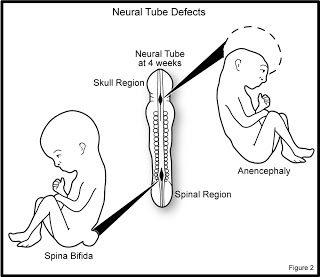 Neural Tube Defects
Neural Tube
at 4 weeks
Skull Region
Anencephaly
Spinal Region
Spina Bifida
Figure 2